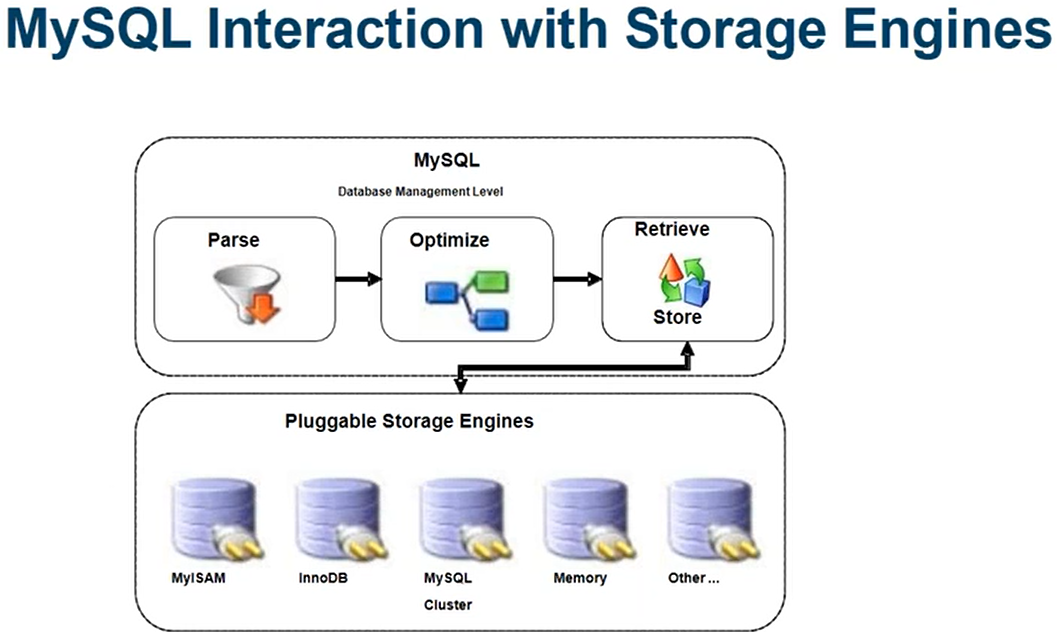 MySQL Interaction with Storage Engines
MySQL
Database Management Level
Parse
Optimize
Retrieve
Store
Pluggable Storage Engines
MyISAM
InnoDB
MySQL
Cluster
Memory
Other ...